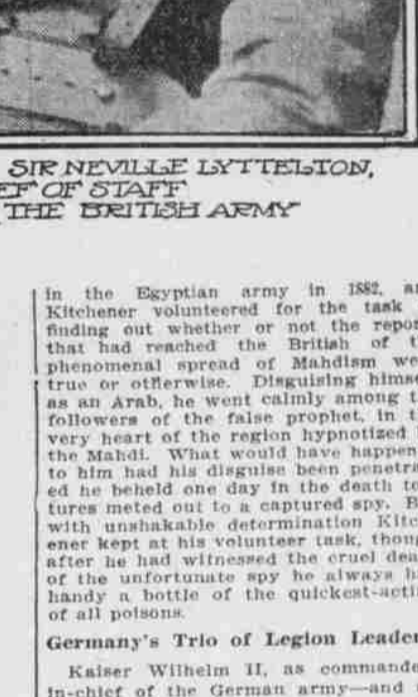 SIR NEVILLE LYTTELTON,
EF OF STAFF
THE BRITISH ARMY
in the Egyptian army in 1882, an
Kitchener volunteered for the task
finding out whether or not the repor
that had reached the British of t
phenomenal spread of Mahdism we
true or otherwise. Disguising himse
as an Arab, he went calmly among t
followers of the false prophet, in t
very heart of the region hypnotized
the Mahdi. What would have happen
to him had his disguise been penetra
ed he beheld one day in the death to
tures meted out to a captured spy. B
with unshakable determination Kitc
ener kept at his volunteer task, thoug
after he had witnessed the cruel dea
of the unfortunate spy he always h
handy a bottle of the quickest-acti
of all poisons.
Germany's Trio of Legion Leader
Kaiser Wilhelm II, as commande
in-chief of the German army—and